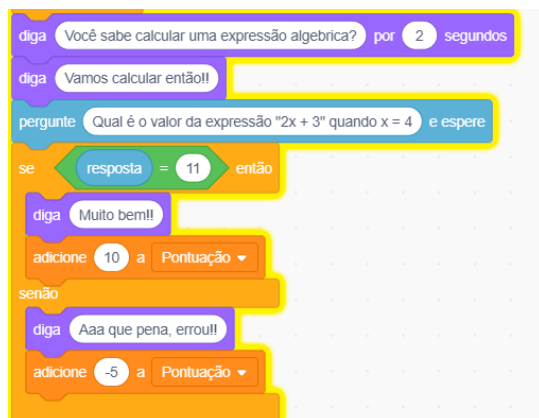 diga Você sabe calcular uma expressão algebrica? por 2 segundos
diga Vamos calcular então!!
pergunte Qual é o valor da expressão "2x + 3" quando x = 4 e espere
se resposta = 11 então
diga Muito bem!!
adicione 10 a Pontuação
senão
diga Aaa que pena, errou!!
adicione -5 a Pontuação